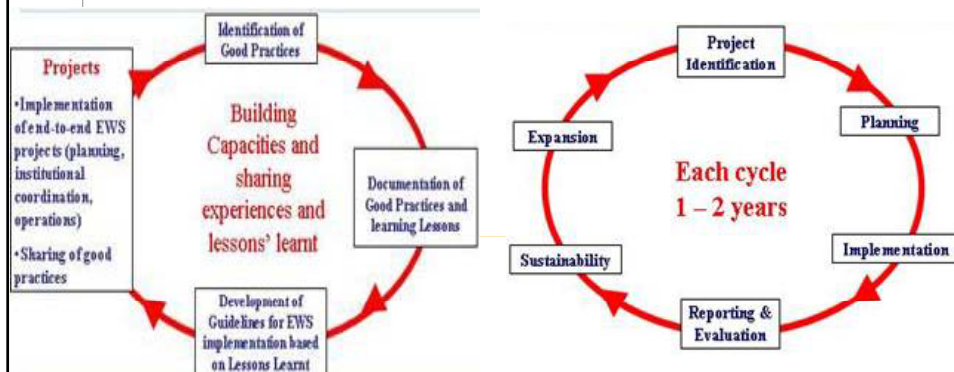 Identification of
Good Practices
Projects
•Implementation
of end-to-end EWS
projects (planning,
institutional
coordination,
operations)
•Sharing of good
practices
Building
Capacities and
sharing
experiences and
lessons' learnt
Documentation of
Good Practices and
learning Lessons
Development of
Guidelines for EWS
implementation based
on Lessons Learnt
Project
Identification
Planning
Expansion
Each cycle
1 – 2 years
Implementation
Sustainability
Reporting &
Evaluation